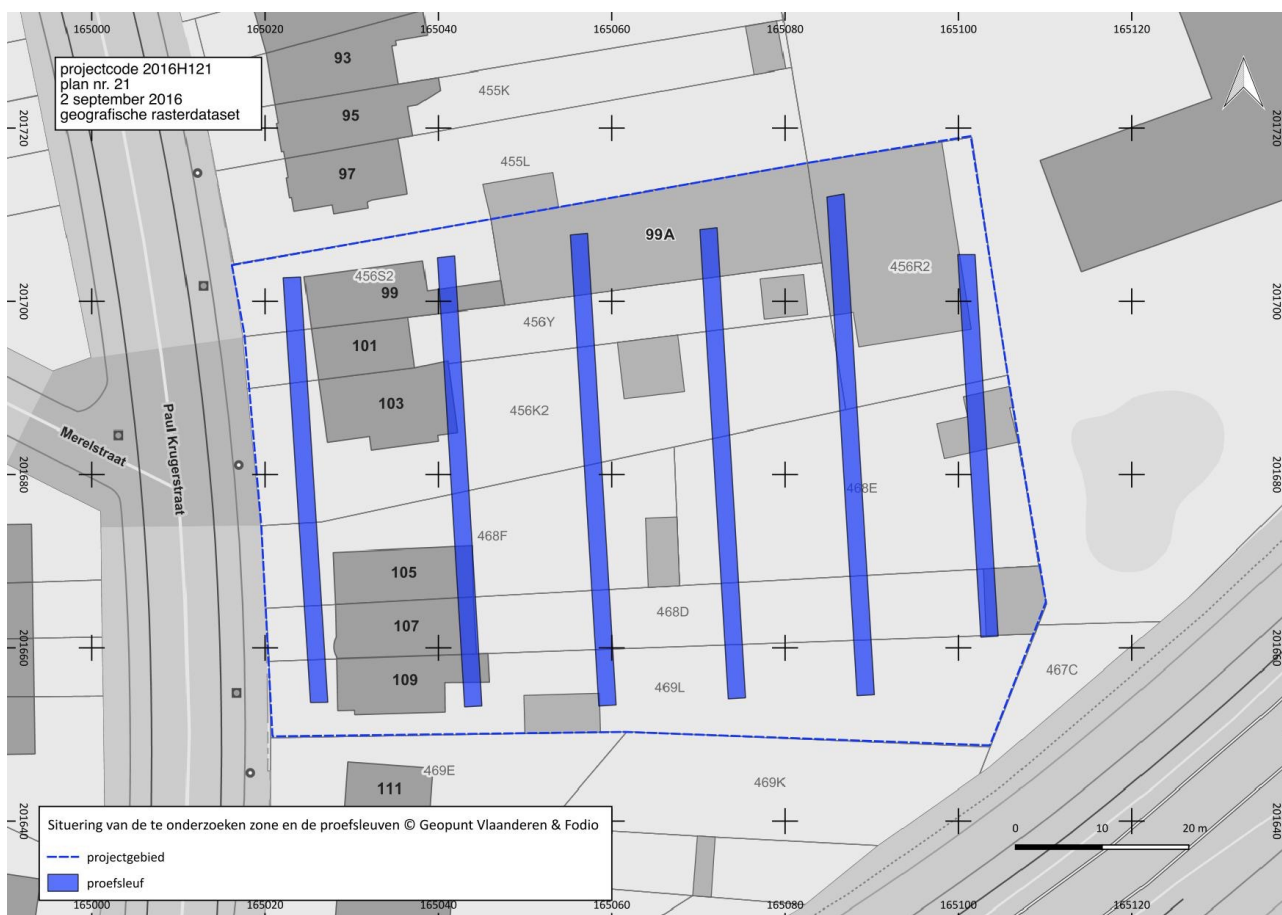 165000 165020 165040 165060 165080 165100 165120
projectcode 2016H121
plan nr. 21
2 september 2016
geografische rasterdataset
93
455K
95
201720
201720
455L
97
99A
456S2
456R2
99
201700
201700
456Y
101
103
456K2
Paul Krugerstraat
Merelstraat
201680
201680
468E
468F
105
468D
107
201660
201660
467C
109
469L
469E
469K
111
201640
201640
Situering van de te onderzoeken zone en de proefsleuven © Geopunt Vlaanderen & Fodio
projectgebied
proefsleuf
0 10 20 m
165000 165020 165040 165060 165080 165100 165120